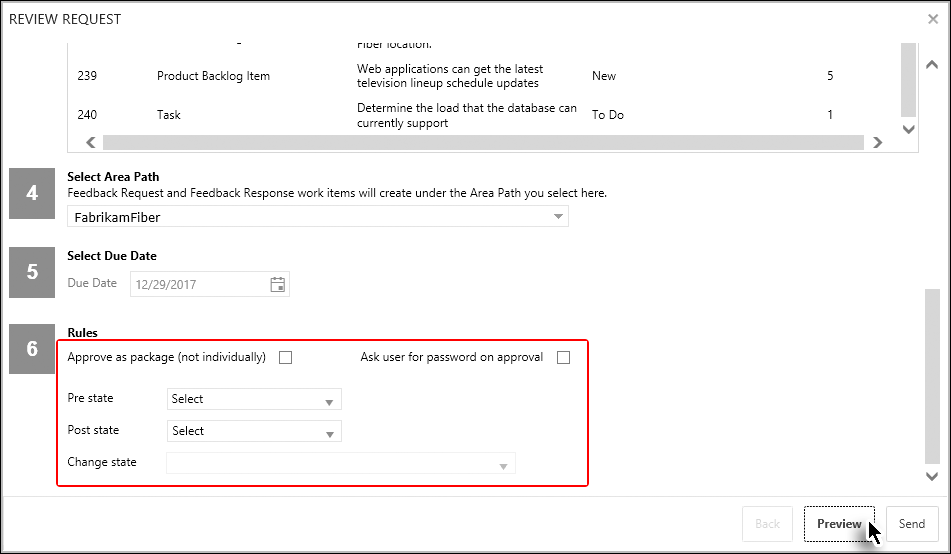 REVIEW REQUEST
Fiber location.
239 Product Backlog Item Web applications can get the latest New 5
television lineup schedule updates
240 Task Determine the load that the database can To Do 1
currently support
4 Select Area Path
Feedback Request and Feedback Response work items will create under the Area Path you select here.
FabrikamFiber
5 Select Due Date
Due Date 12/29/2017
6 Rules
Approve as package (not individually) Ask user for password on approval
Pre state Select
Post state Select
Change state
Back Preview Send